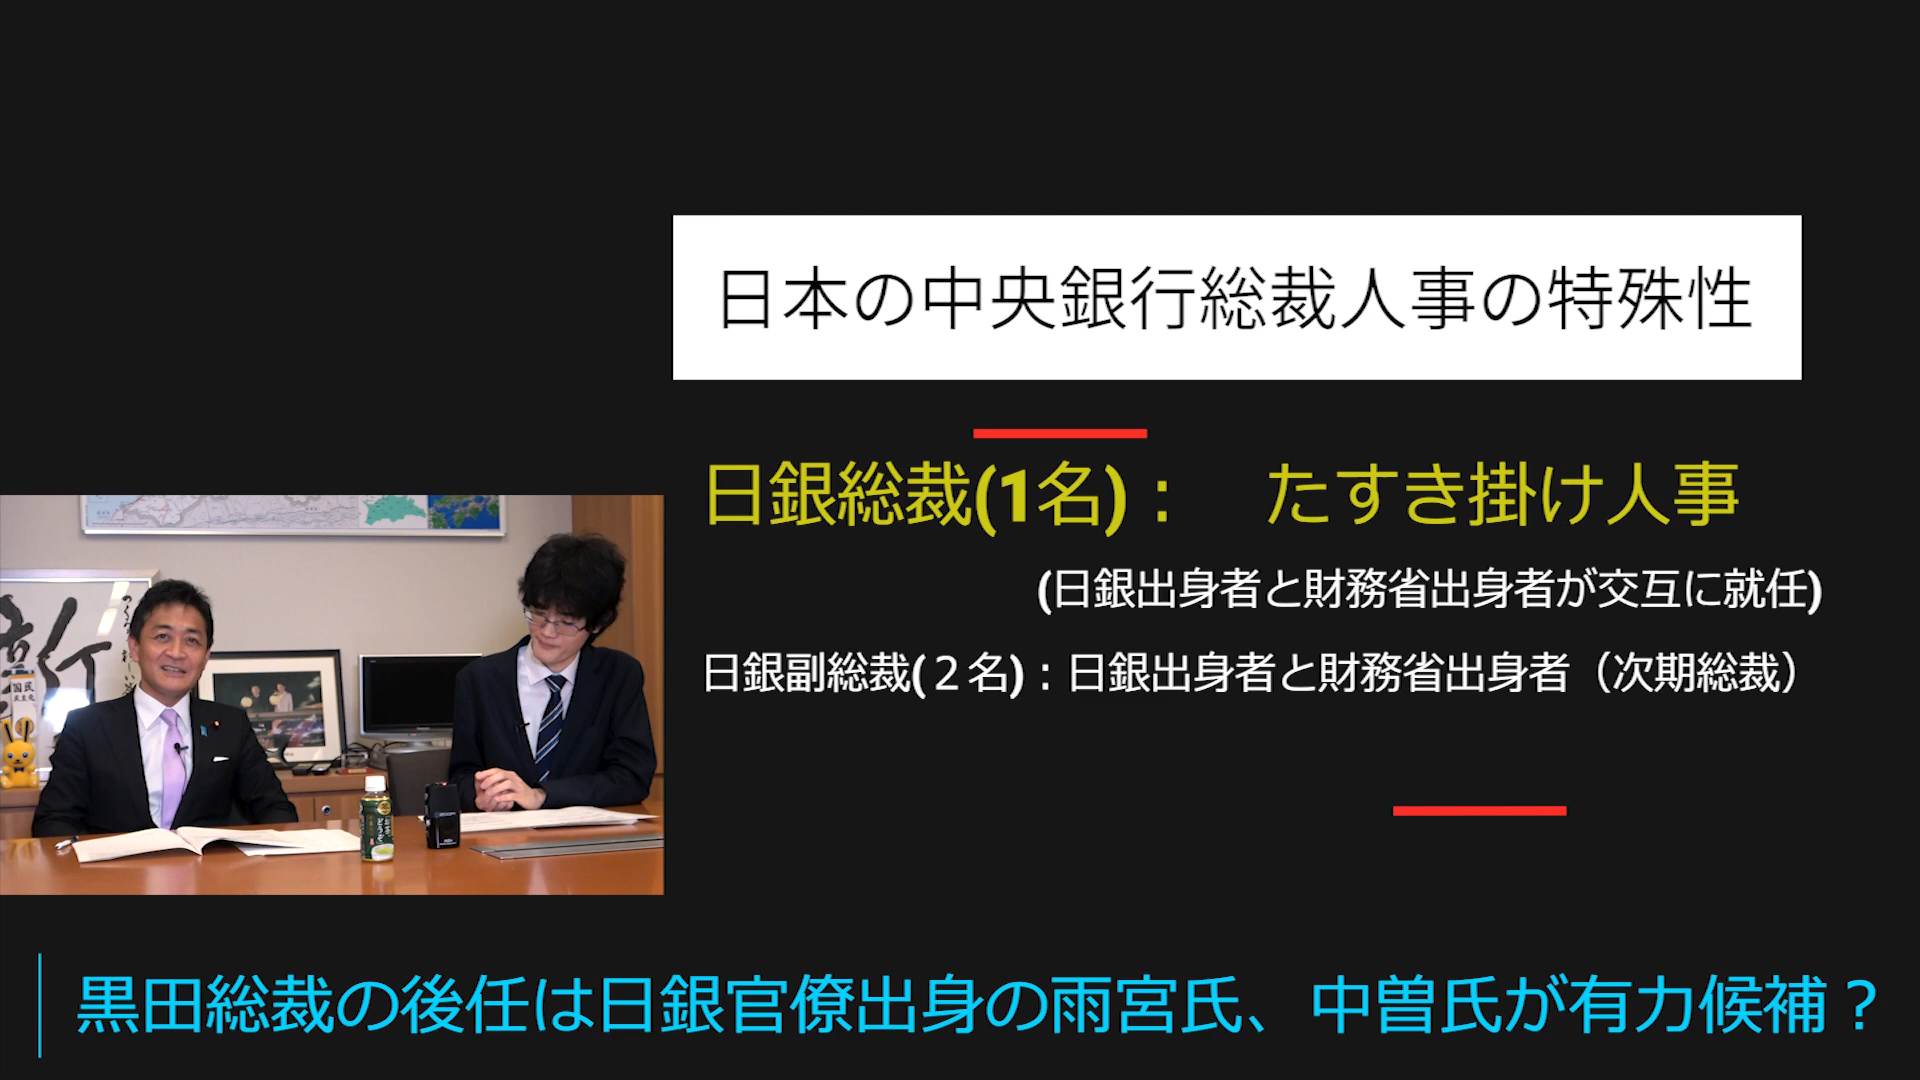 日本の中央銀行総裁人事の特殊性
日銀総裁(1名)： たすき掛け人事
(日銀出身者と財務省出身者が交互に就任)
日銀副総裁(２名)：日銀出身者と財務省出身者（次期総裁）
国民
民主党
黒田総裁の後任は日銀官僚出身の雨宮氏、中曽氏が有力候補？